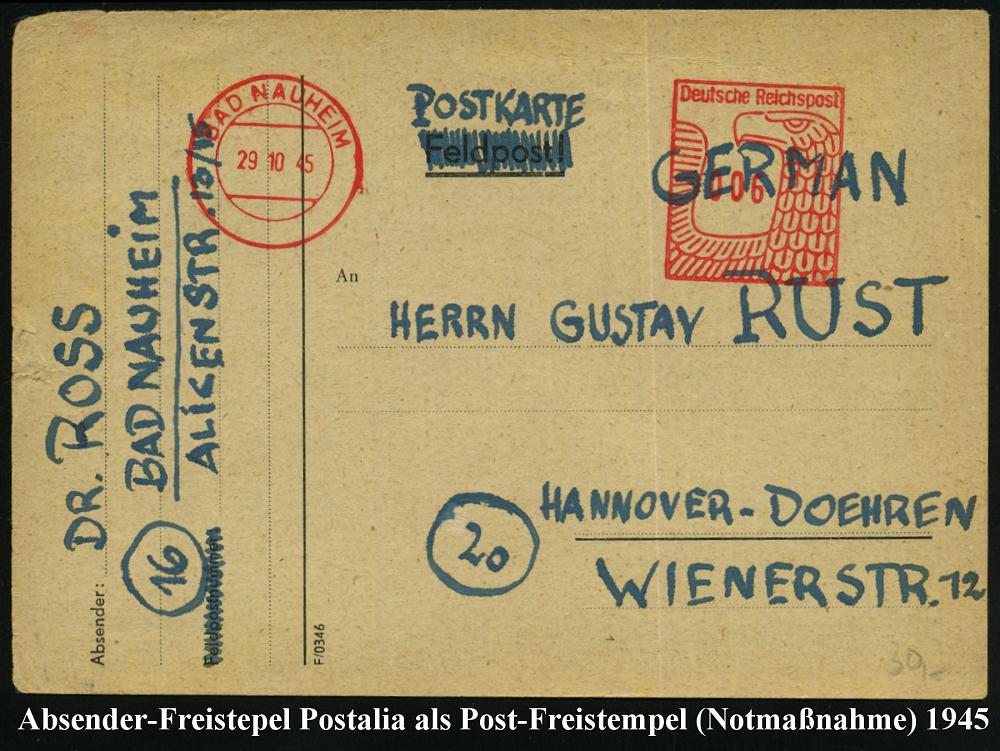 BAD NAUHEIM
29 10 45
POSTKARTE
Feldpost!
Deutsche Reichspost
006
GERMAN
An
HERRN GUSTAV RUST
20
HANNOVER-DOEHREN
WIENERSTR. 12
Absender:
DR. ROSS
16
BAD NAUHEIM
ALICENSTR.
Feldpostnummer
F/0346
30,-
Absender-Freistepel Postalia als Post-Freistempel (Notmaßnahme) 1945